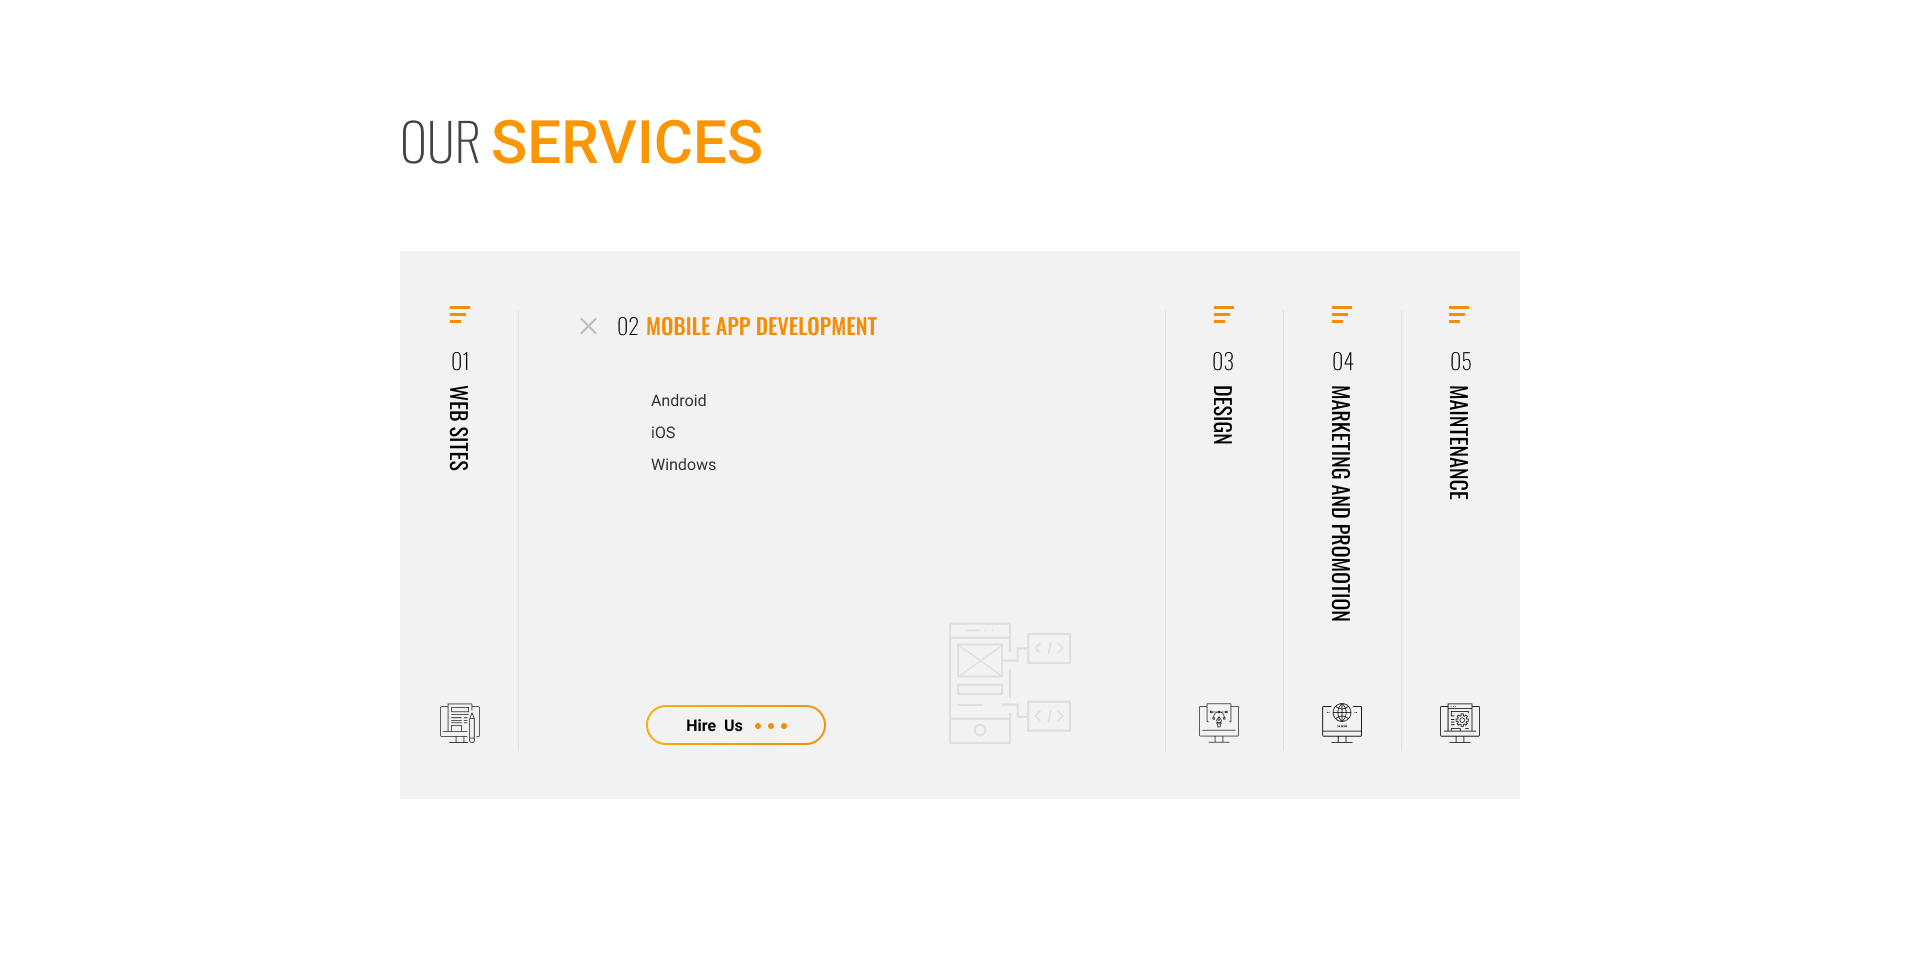 OUR SERVICES
01
WEB SITES
02 MOBILE APP DEVELOPMENT
Android
iOS
Windows
Hire Us
</>
</>
03
DESIGN
04
MARKETING AND PROMOTION
05
MAINTENANCE